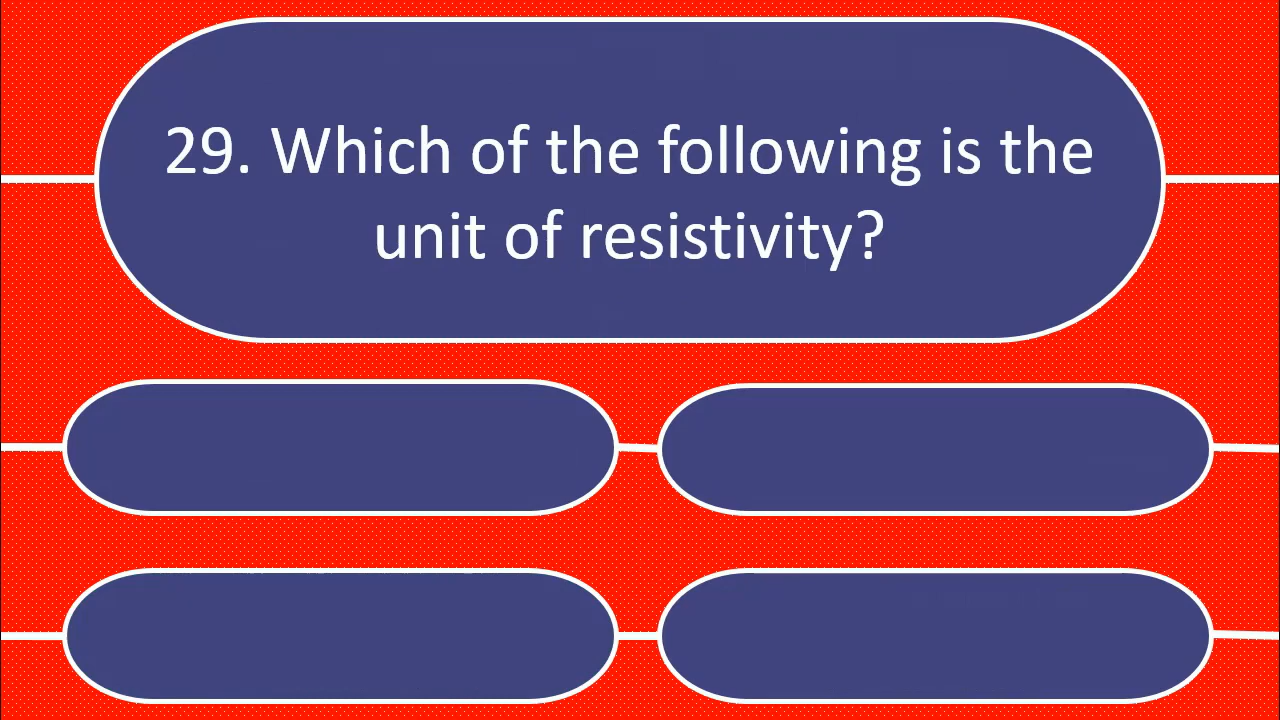 29. Which of the following is the
unit of resistivity?